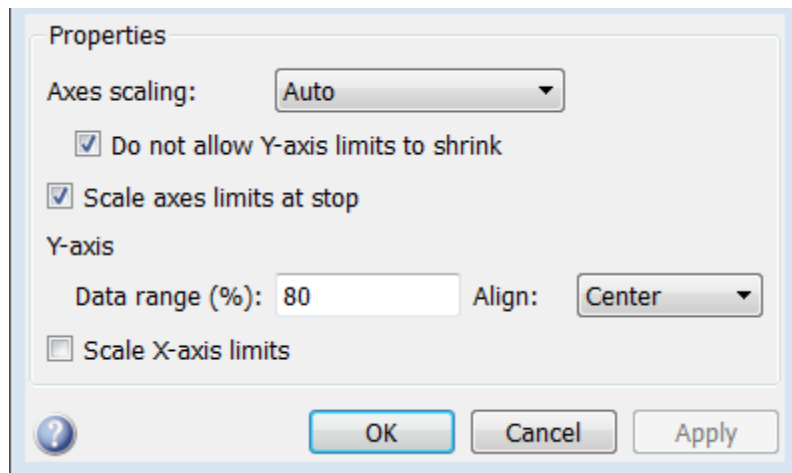 Properties
Axes scaling: Auto
Do not allow Y-axis limits to shrink
Scale axes limits at stop
Y-axis
Data range (%): 80 Align: Center
Scale X-axis limits
? OK Cancel Apply